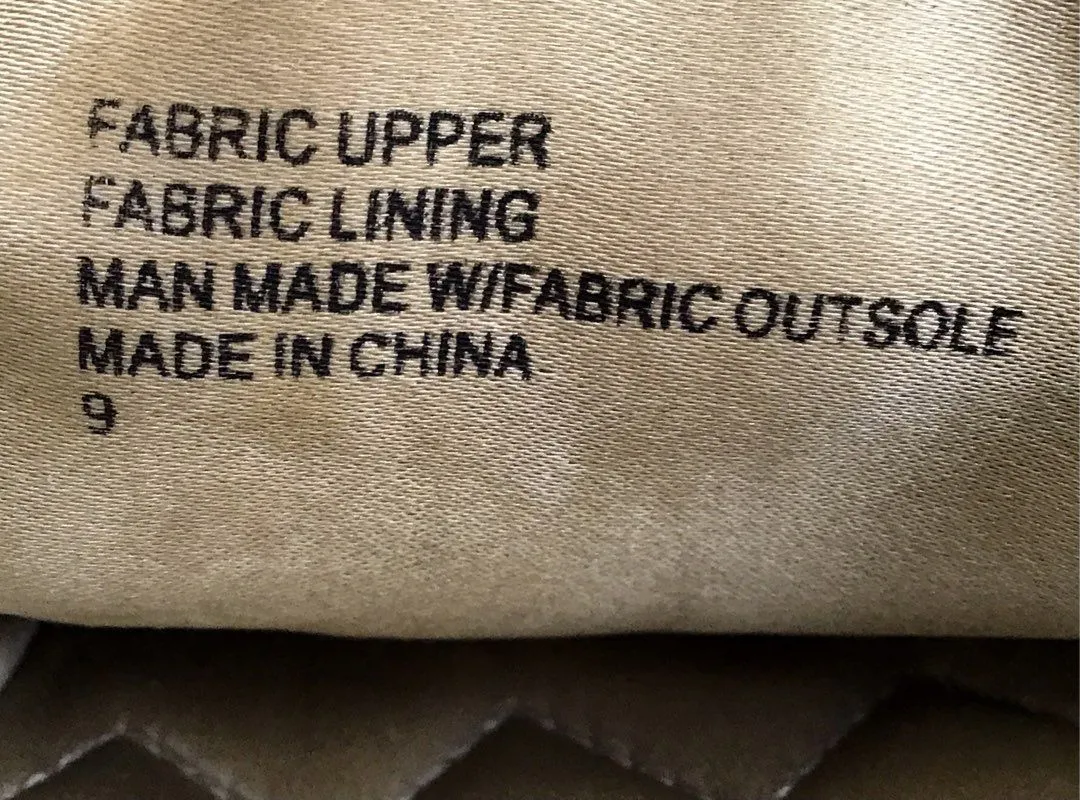 FABRIC UPPER
FABRIC LINING
MAN MADE W/FABRIC OUTSOLE
MADE IN CHINA
9